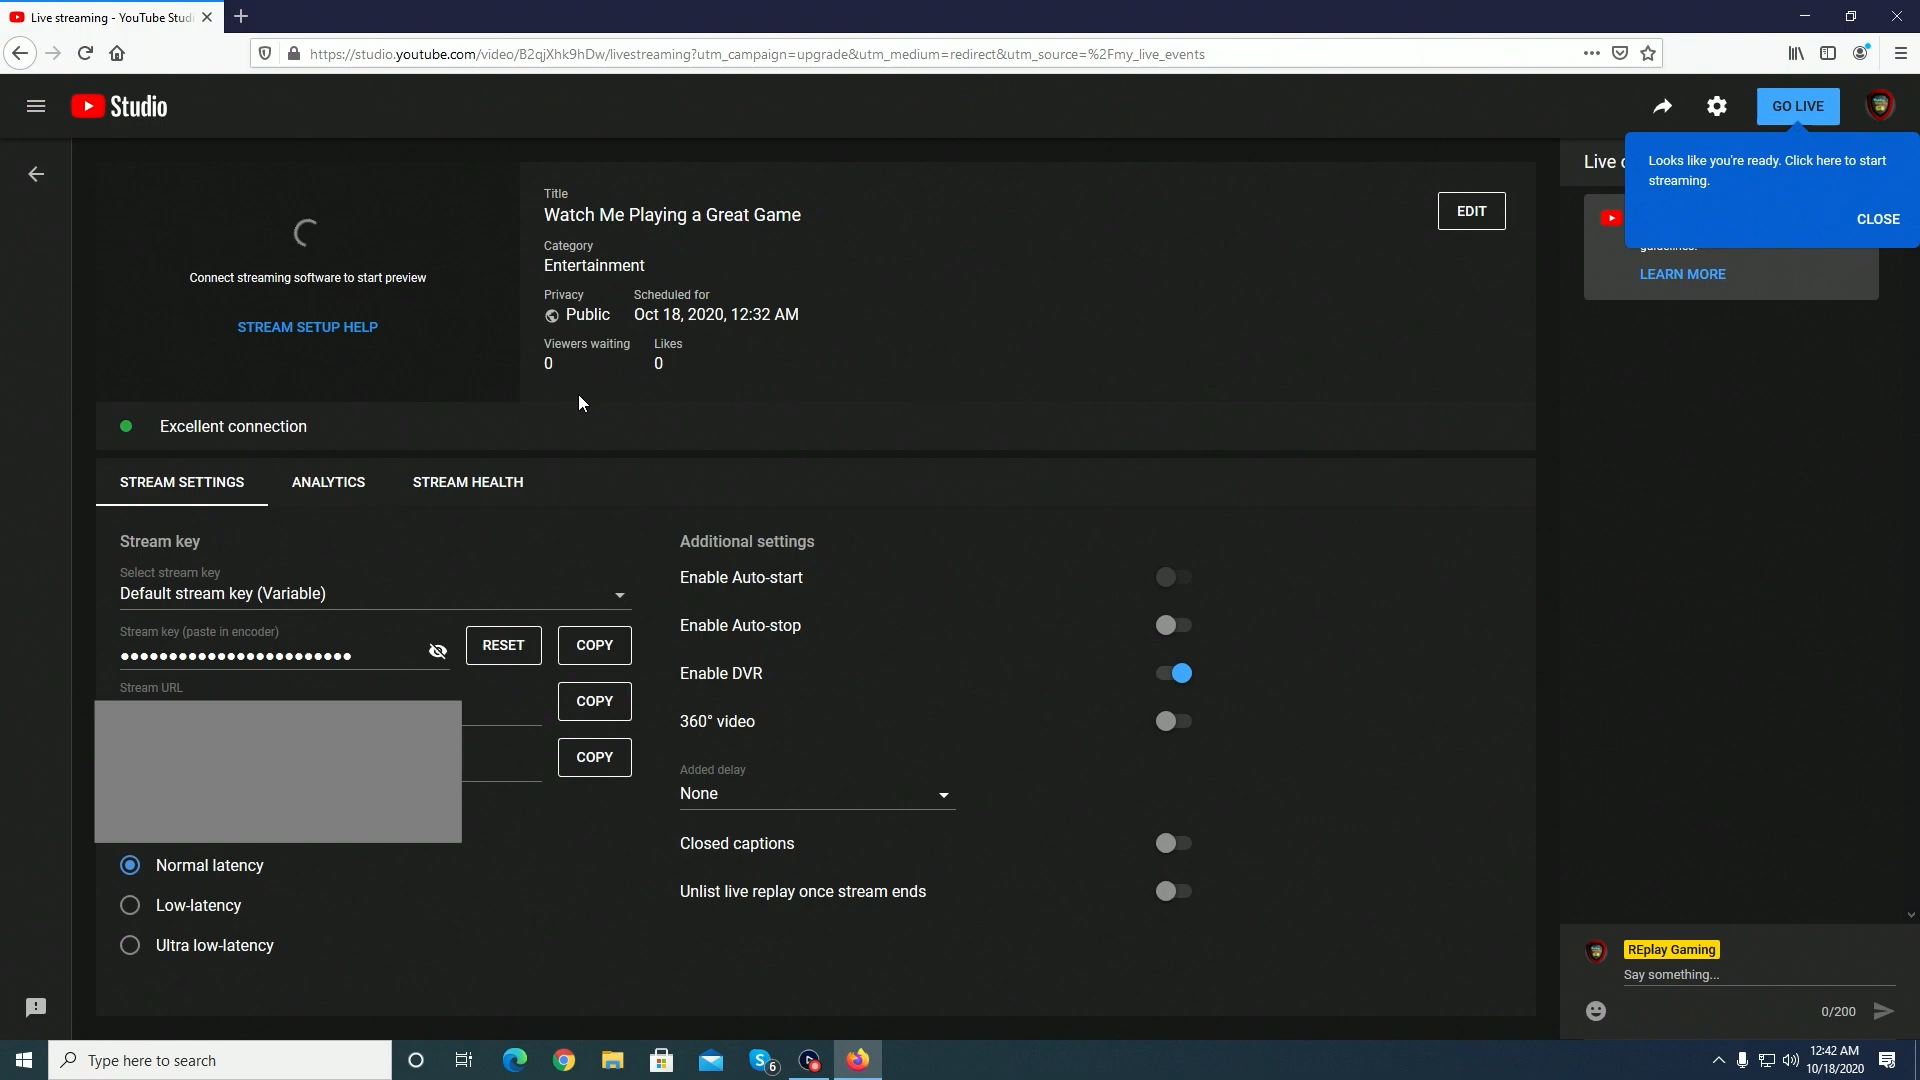 Live streaming - YouTube Studi
https://studio.youtube.com/video/B2qjXhk9hDw/livestreaming?utm_campaign=upgrade&utm_medium=redirect&utm_source=%2Fmy_live_events
Studio
GO LIVE
Looks like you're ready. Click here to start
streaming.
CLOSE
Live c
LEARN MORE
Connect streaming software to start preview
STREAM SETUP HELP
Title
Watch Me Playing a Great Game
EDIT
Category
Entertainment
Privacy Scheduled for
Public Oct 18, 2020, 12:32 AM
Viewers waiting Likes
0 0
Excellent connection
STREAM SETTINGS ANALYTICS STREAM HEALTH
Stream key
Select stream key
Default stream key (Variable)
Stream key (paste in encoder)
RESET COPY
Stream URL
COPY
COPY
Normal latency
Low-latency
Ultra low-latency
Additional settings
Enable Auto-start
Enable Auto-stop
Enable DVR
360° video
Added delay
None
Closed captions
Unlist live replay once stream ends
REplay Gaming
Say something...
0/200
Type here to search
6
12:42 AM
10/18/2020